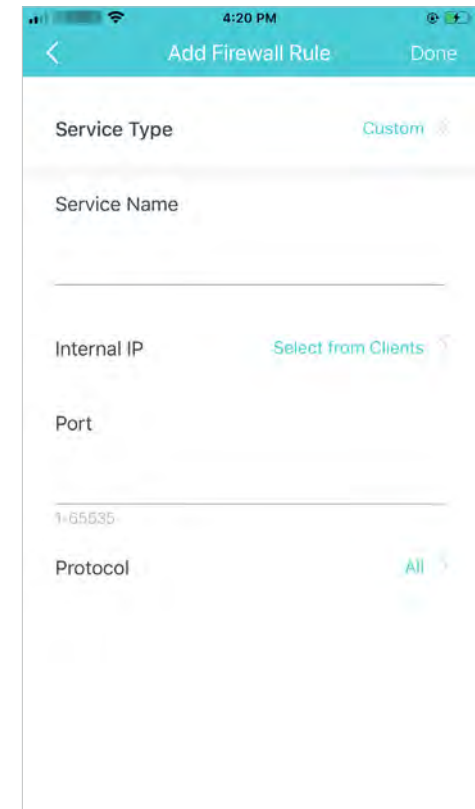 4:20 PM
Add Firewall Rule Done
Service Type Custom
Service Name
Internal IP Select from Clients
Port
1-65535
Protocol All